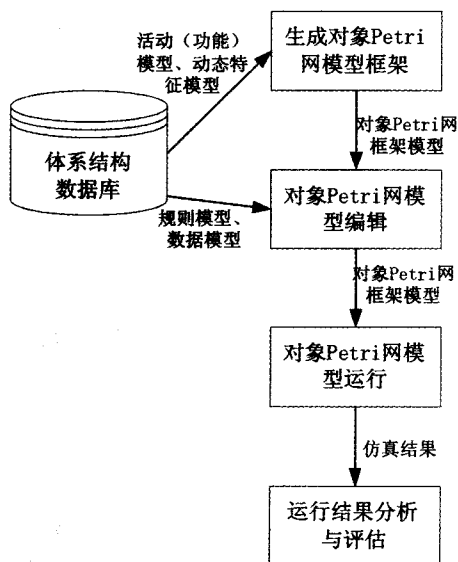 活动（功能）
模型、动态特
征模型
生成对象Petri
网模型框架
体系结构
数据库
对象Petri网
框架模型
规则模型、
数据模型
对象Petri网模
型编辑
对象Petri网
框架模型
对象Petri网模
型运行
仿真结果
运行结果分析
与评估